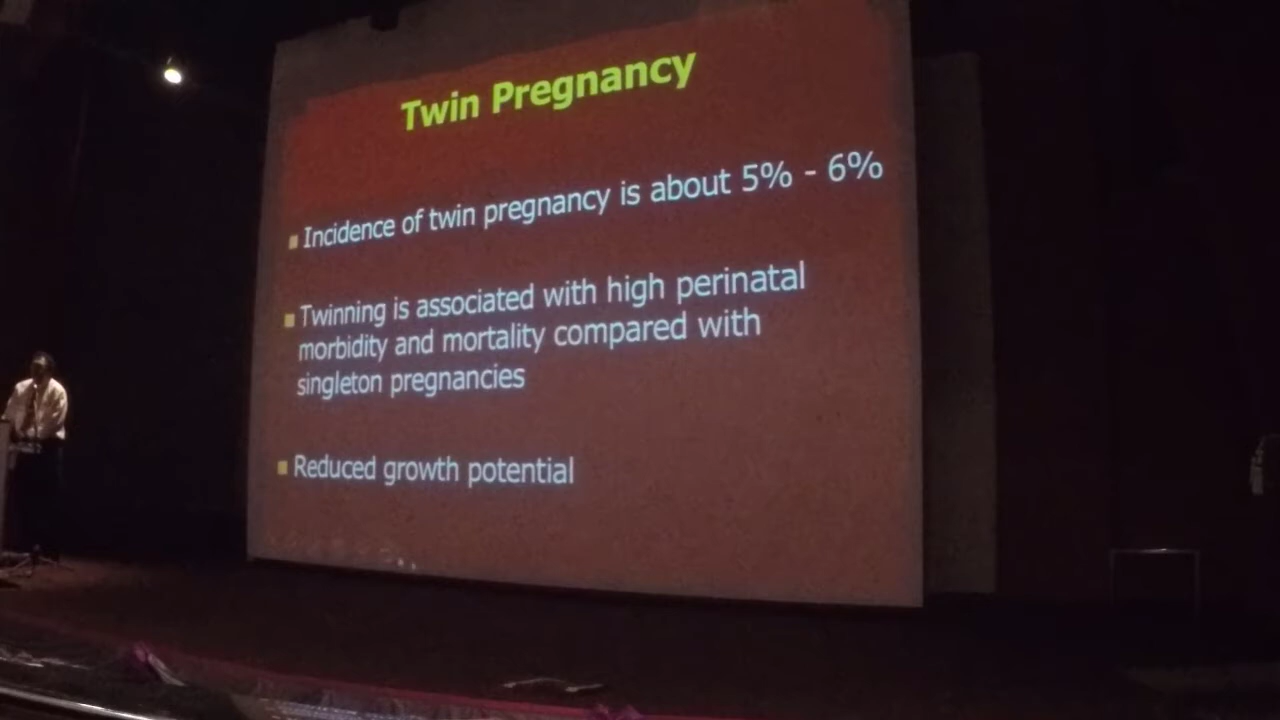 Twin Pregnancy
Incidence of twin pregnancy is about 5% - 6%
Twinning is associated with high perinatal
morbidity and mortality compared with
singleton pregnancies
Reduced growth potential